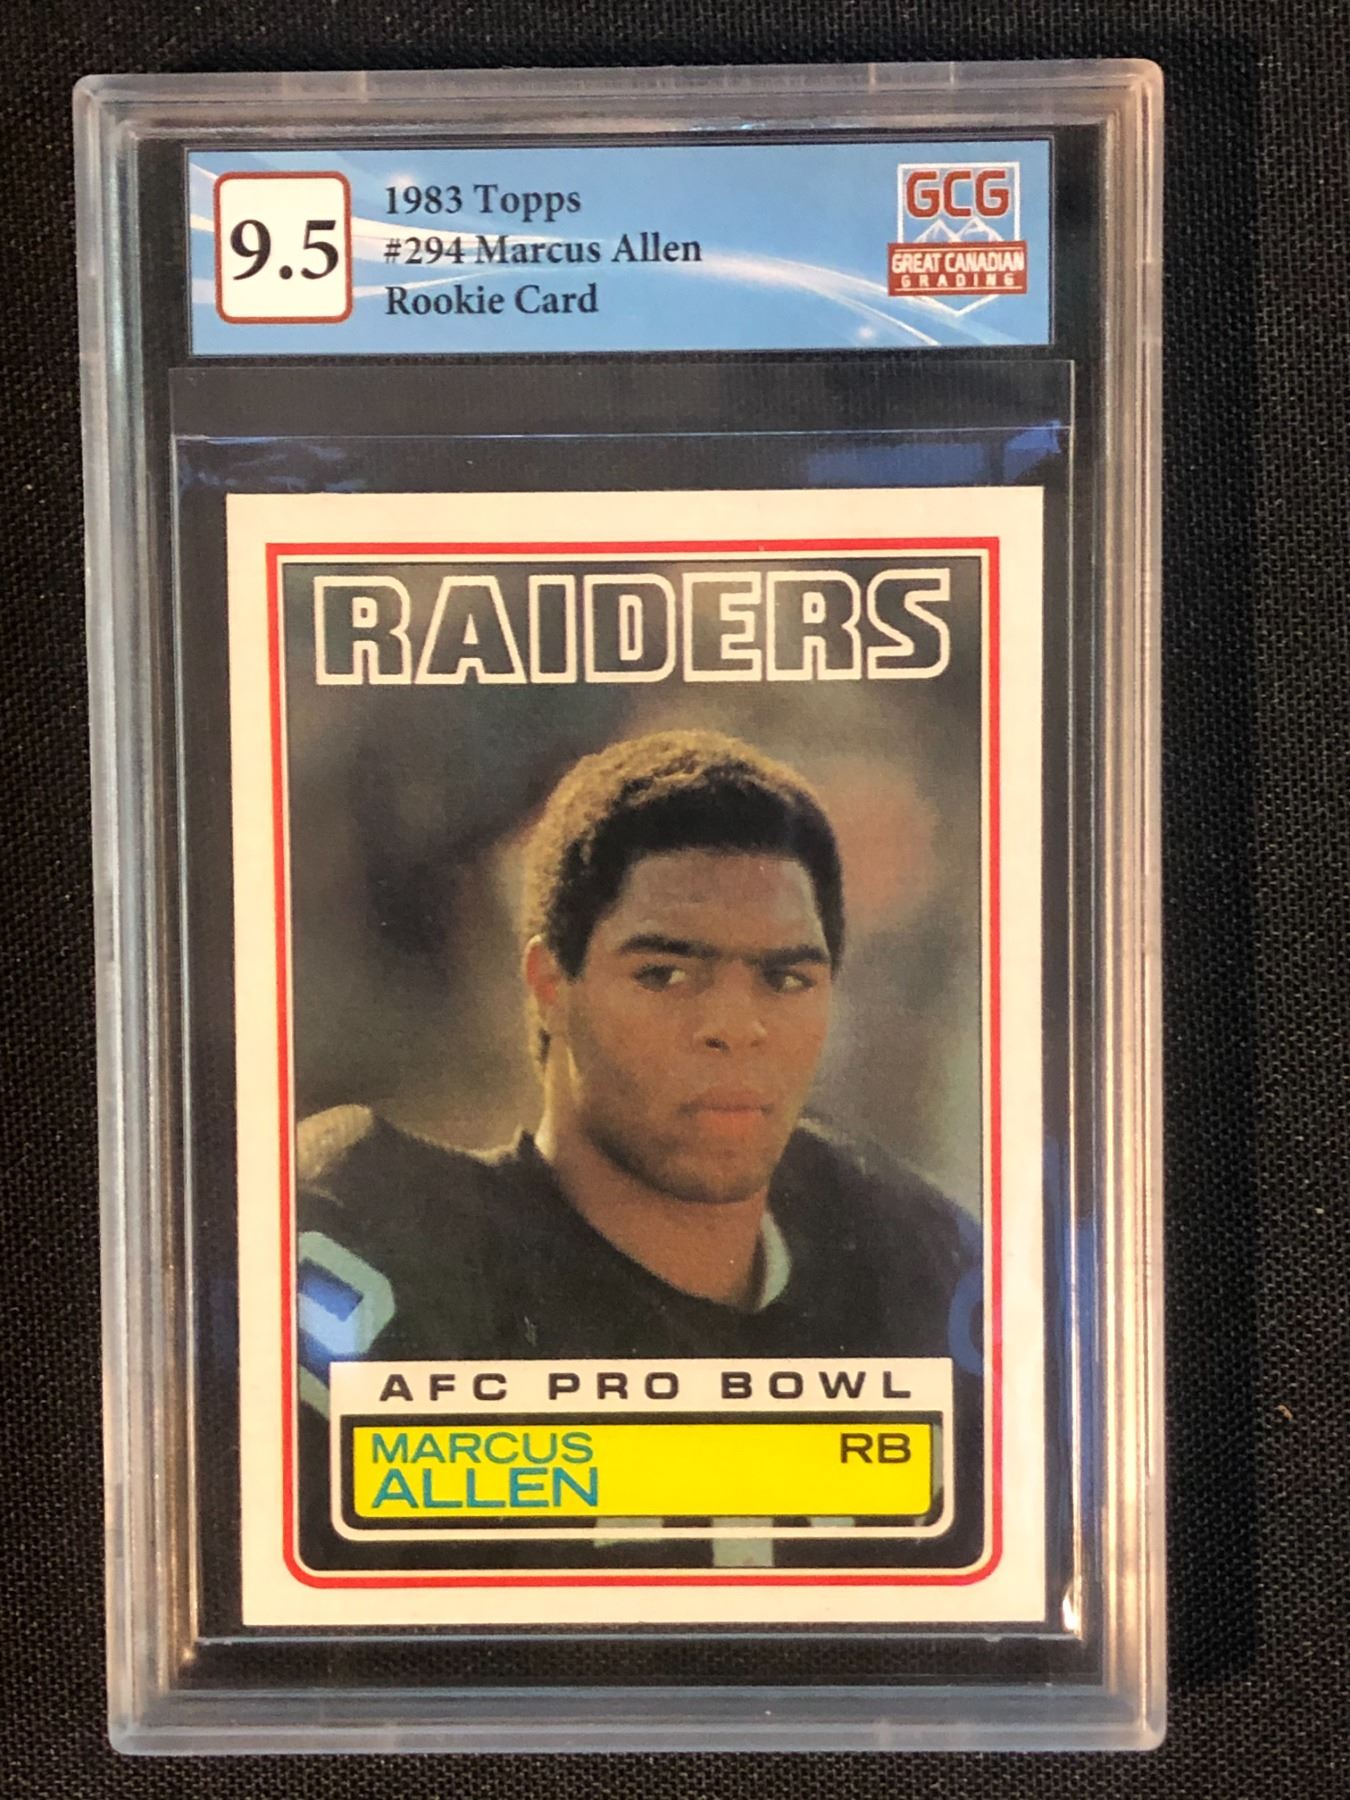 9.5
1983 Topps
#294 Marcus Allen
Rookie Card
GCG
GREAT CANADIAN
GRADING
RAIDERS
AFC PRO BOWL
MARCUS
ALLEN
RB